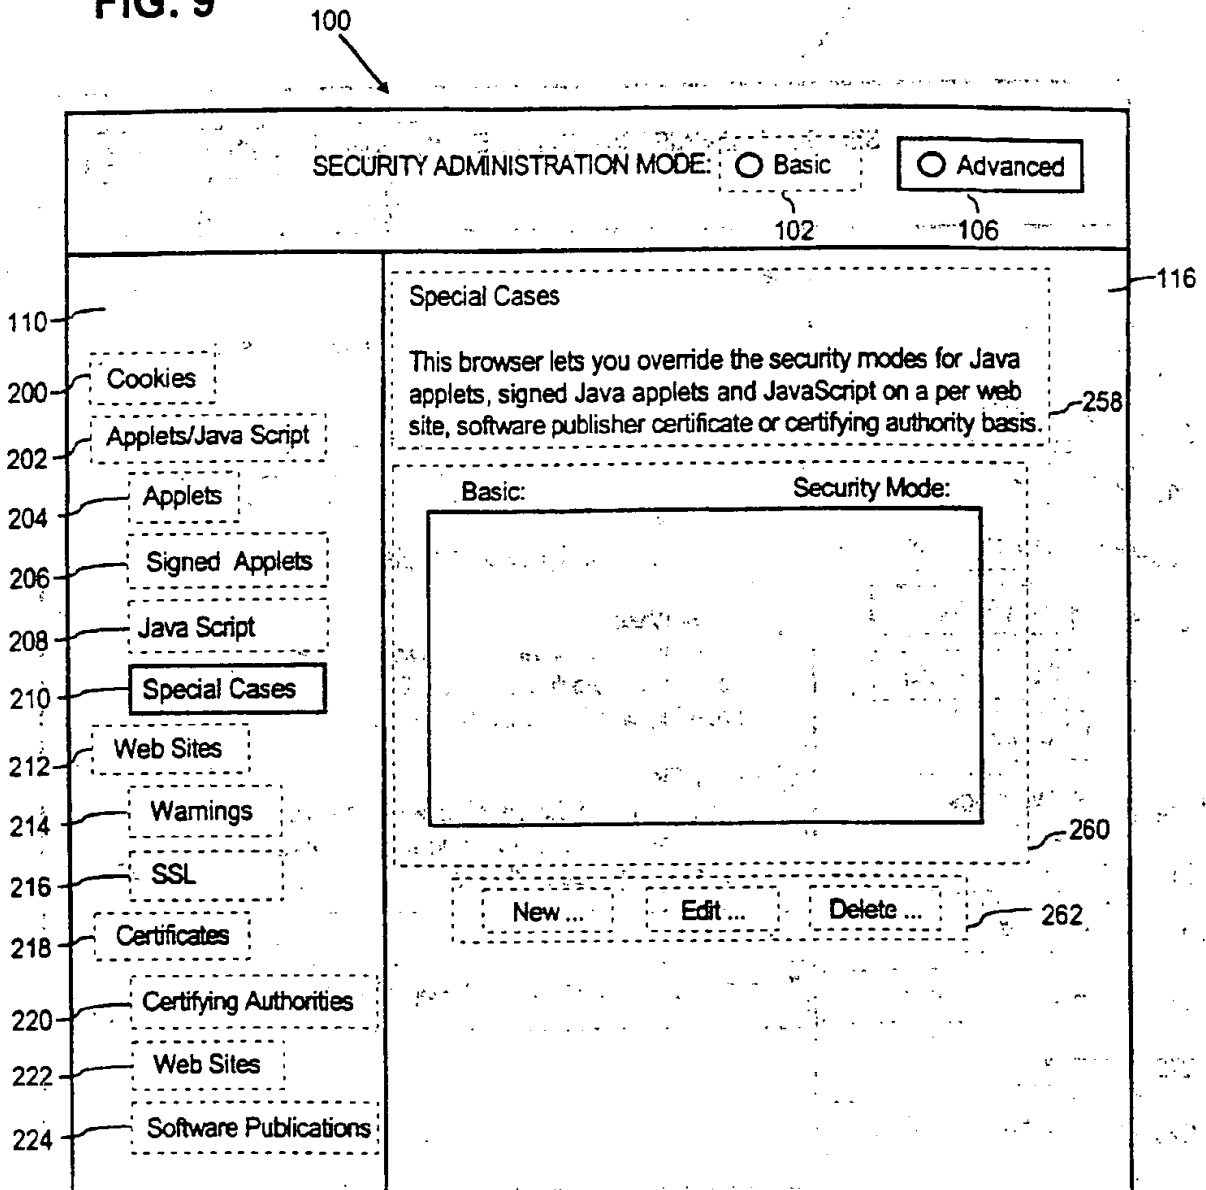 FIG. 9
100
SECURITY ADMINISTRATION MODE: Basic Advanced
102
106
116
110
Special Cases
This browser lets you override the security modes for Java
applets, signed Java applets and JavaScript on a per web
site, software publisher certificate or certifying authority basis.
258
200 Cookies
202 Applets/Java Script
204 Applets
206 Signed Applets
208 Java Script
210 Special Cases
212 Web Sites
214 Warnings
216 SSL
218 Certificates
220 Certifying Authorities
222 Web Sites
224 Software Publications
Basic: Security Mode:
260
New ... Edit ... Delete ...
262